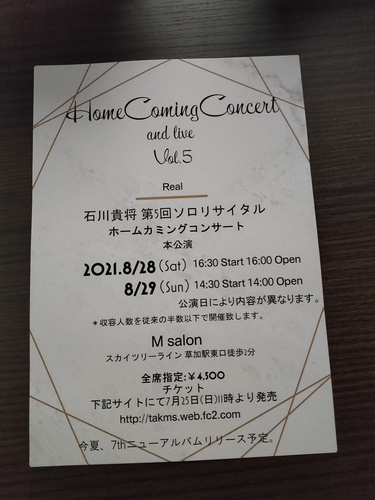 HomeComingConcert
and live
Vol.5
Real
石川貴将 第5回ソロリサイタル
ホームカミングコンサート
本公演
2021.8/28 (Sat) 16:30 Start 16:00 Open
8/29 (Sun) 14:30 Start 14:00 Open
公演日により内容が異なります。
*収容人数を従来の半数以下で開催致します。
M salon
スカイツリーライン 草加駅東口徒歩2分
全席指定:¥4,500
チケット
下記サイトにて7月25日(日)11時より発売
http://takms.web.fc2.com
今夏、7thニューアルバムリリース予定。